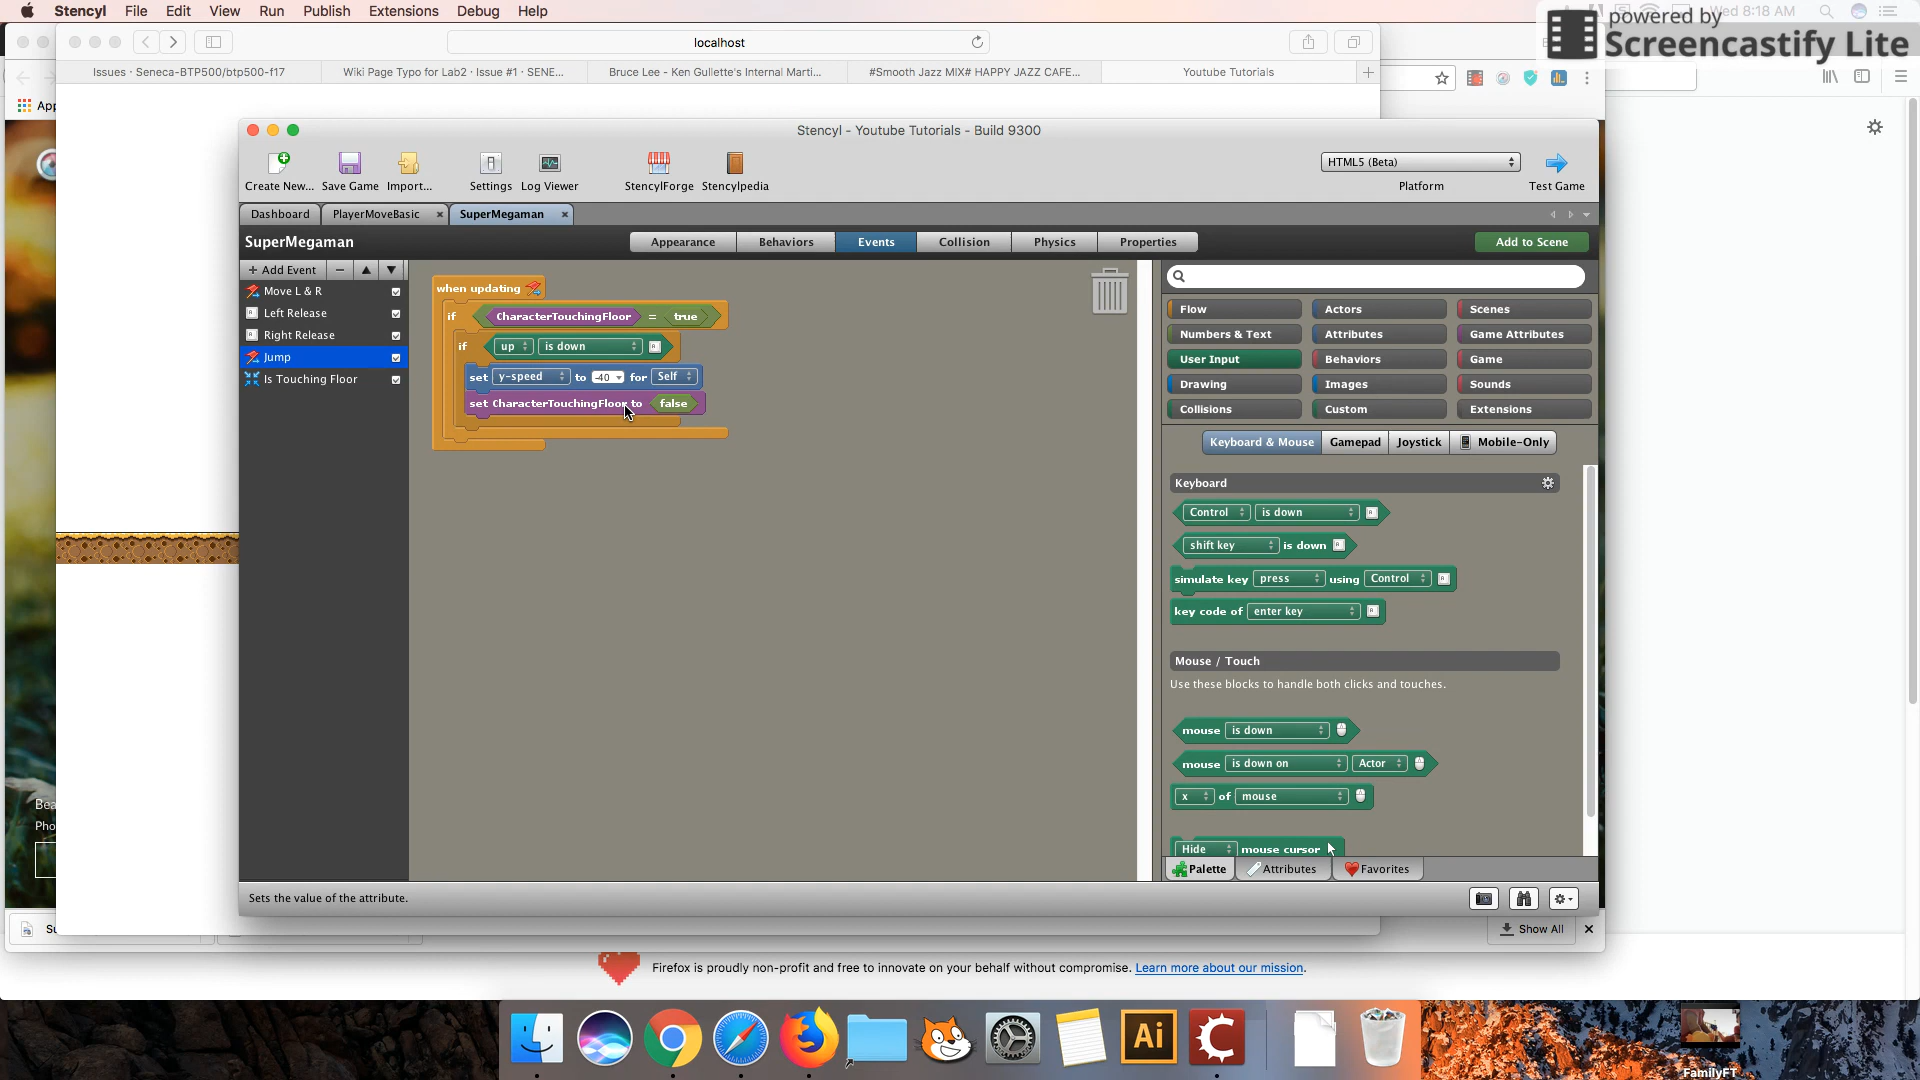 Stencyl File Edit View Run Publish Extensions Debug Help
Wed 8:18 AM
powered by
Screencastify Lite
localhost
Issues · Seneca-BTP500/btp500-f17
Wiki Page Typo for Lab2 · Issue #1 · SENE...
Bruce Lee - Ken Gullette's Internal Marti...
#Smooth Jazz MIX# HAPPY JAZZ CAFE...
Youtube Tutorials
App
Stencyl - Youtube Tutorials - Build 9300
Create New... Save Game Import... Settings Log Viewer StencylForge Stencylpedia
HTML5 (Beta)
Platform
Test Game
Dashboard PlayerMoveBasic SuperMegaman
SuperMegaman
Appearance Behaviors Events Collision Physics Properties
Add to Scene
+ Add Event
Move L & R
Left Release
Right Release
Jump
Is Touching Floor
when updating
if CharacterTouchingFloor = true
if up is down
set y-speed to -40 for Self
set CharacterTouchingFloor to false
Flow Actors Scenes
Numbers & Text Attributes Game Attributes
User Input Behaviors Game
Drawing Images Sounds
Collisions Custom Extensions
Keyboard & Mouse Gamepad Joystick Mobile-Only
Keyboard
Control is down
shift key is down
simulate key press using Control
key code of enter key
Mouse / Touch
Use these blocks to handle both clicks and touches.
mouse is down
mouse is down on Actor
x of mouse
Hide mouse cursor
Palette Attributes Favorites
Sets the value of the attribute.
Bea
Pho
Su
Show All
Firefox is proudly non-profit and free to innovate on your behalf without compromise. Learn more about our mission.
Ai
FamilyFT